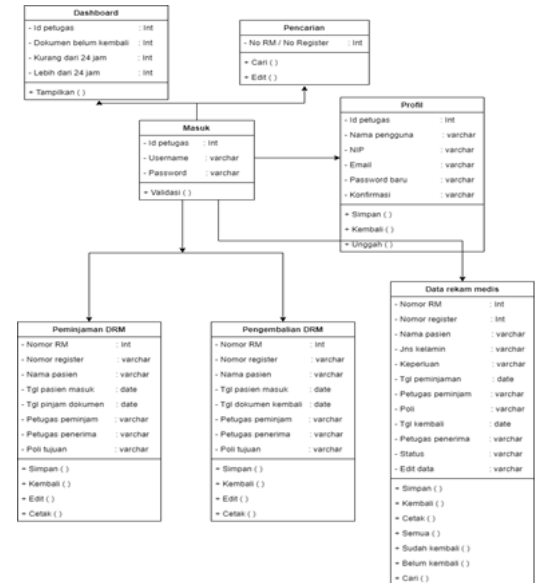 Dashboard
- Id petugas : Int
- Dokumen belum kembali : Int
- Kurang dari 24 jam : Int
- Lebih dari 24 jam : Int
+ Tampilkan ( )
Pencarian
- No RM / No Register : Int
+ Cari ( )
+ Edit ( )
Masuk
- Id petugas : Int
- Username : varchar
- Password : varchar
+ Validasi ( )
Profil
- Id petugas : Int
- Nama pengguna : varchar
- NIP : varchar
- Email : varchar
- Password baru : varchar
- Konfirmasi : varchar
+ Simpan ( )
+ Kembali ( )
+ Unggah ( )
Peminjaman DRM
- Nomor RM : Int
- Nomor register : varchar
- Nama pasien : varchar
- Tgl pasien masuk : date
- Tgl pinjam dokumen : date
- Petugas peminjam : varchar
- Petugas penerima : varchar
- Poli tujuan : varchar
+ Simpan ( )
+ Kembali ( )
+ Edit ( )
+ Cetak ( )
Pengembalian DRM
- Nomor RM : Int
- Nomor register : varchar
- Nama pasien : varchar
- Tgl pasien masuk : date
- Tgl dokumen kembali : date
- Petugas peminjam : varchar
- Petugas penerima : varchar
- Poli tujuan : varchar
+ Simpan ( )
+ Kembali ( )
+ Edit ( )
+ Cetak ( )
Data rekam medis
- Nomor RM : Int
- Nomor register : Int
- Nama pasien : varchar
- Jns kelamin : varchar
- Keperluan : varchar
- Tgl peminjaman : date
- Petugas peminjam : varchar
- Poli : varchar
- Tgl kembali : date
- Petugas penerima : varchar
- Status : varchar
- Edit data : varchar
+ Simpan ( )
+ Kembali ( )
+ Cetak ( )
+ Semua ( )
+ Sudah kembali ( )
+ Belum kembali ( )
+ Cari ( )